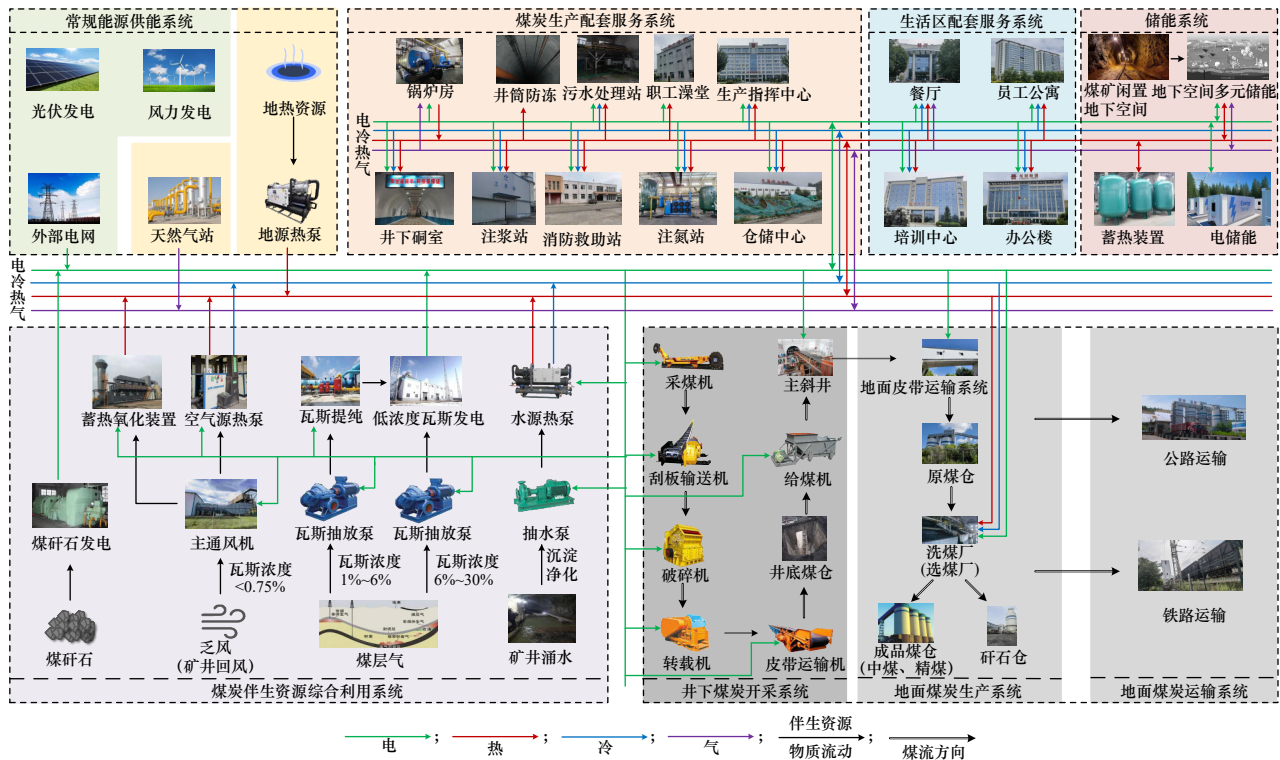 常规能源供能系统
煤炭生产配套服务系统
生活区配套服务系统
储能系统
光伏发电
风力发电
地热资源
外部电网
天然气站
地源热泵
锅炉房
井筒防冻
污水处理站
职工澡堂
生产指挥中心
餐厅
员工公寓
煤矿闲置
地下空间
地下空间多元储能
电
冷
热
气
井下硐室
注浆站
消防救助站
注氮站
仓储中心
培训中心
办公楼
蓄热装置
电储能
电
冷
热
气
蓄热氧化装置
空气源热泵
瓦斯提纯
低浓度瓦斯发电
水源热泵
煤矸石发电
主通风机
瓦斯抽放泵
瓦斯抽放泵
抽水泵
瓦斯浓度
<0.75%
瓦斯浓度
1%~6%
瓦斯浓度
6%~30%
沉淀
净化
煤矸石
乏风
(矿井回风)
煤层气
矿井涌水
煤炭伴生资源综合利用系统
采煤机
主斜井
刮板输送机
给煤机
破碎机
井底煤仓
转载机
皮带运输机
井下煤炭开采系统
地面皮带运输系统
原煤仓
洗煤厂
(选煤厂)
成品煤仓
(中煤、精煤)
矸石仓
地面煤炭生产系统
公路运输
铁路运输
地面煤炭运输系统
电
;
热
;
冷
;
气
;
伴生资源
物质流动
;
煤流方向